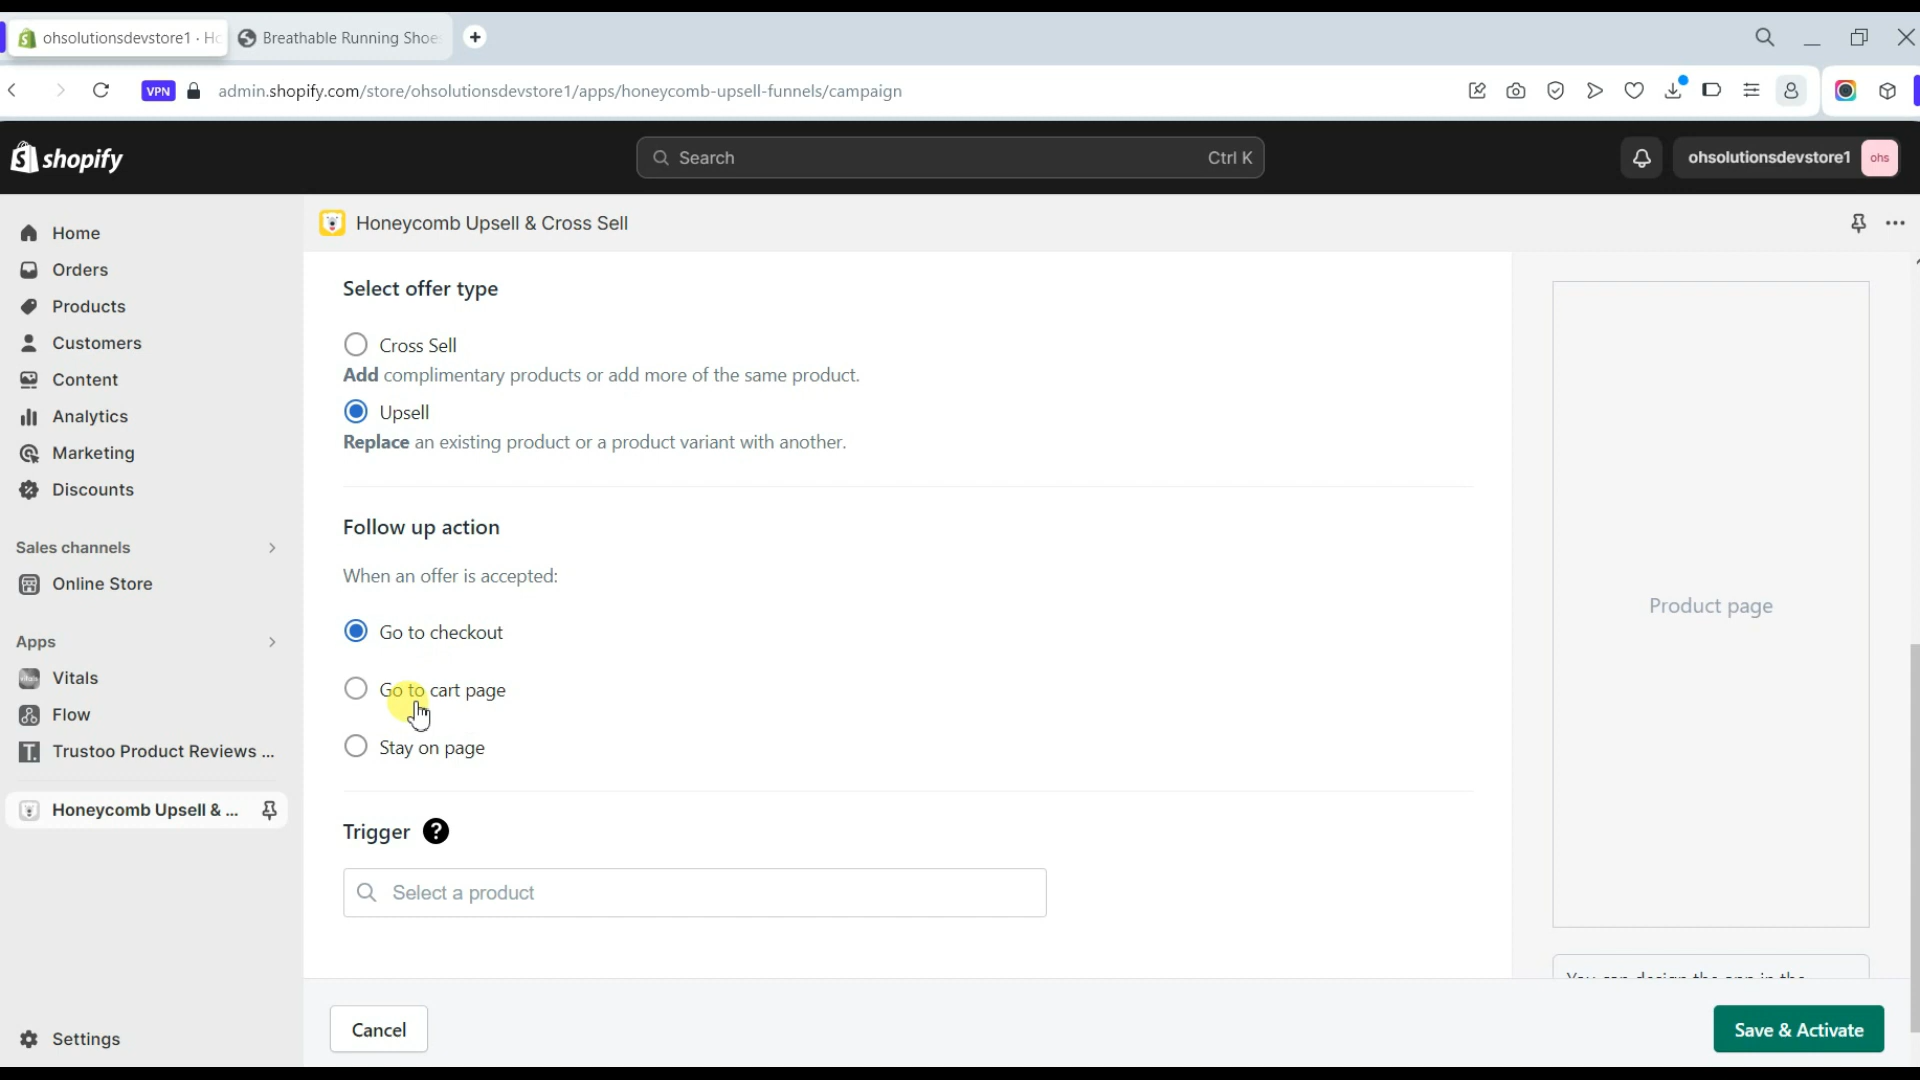 ohsolutionsdevstore1 · Ho
Breathable Running Shoes
VPN
admin.shopify.com/store/ohsolutionsdevstore1/apps/honeycomb-upsell-funnels/campaign
shopify
Search
Ctrl K
ohsolutionsdevstore1
ohs
Home
Orders
Products
Customers
Content
Analytics
Marketing
Discounts
Sales channels
Online Store
Apps
Vitals
Flow
Trustoo Product Reviews ...
Honeycomb Upsell & ...
Settings
Honeycomb Upsell & Cross Sell
Select offer type
Cross Sell
Add complimentary products or add more of the same product.
Upsell
Replace an existing product or a product variant with another.
Follow up action
When an offer is accepted:
Go to checkout
Go to cart page
Stay on page
Trigger ?
Select a product
Product page
You can design the app in the
Cancel
Save & Activate